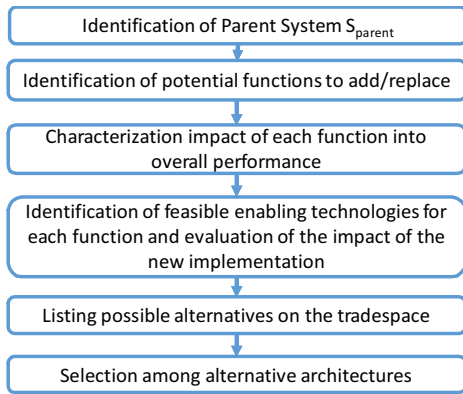 Identification of Parent System Sparent
Identification of potential functions to add/replace
Characterization impact of each function into
overall performance
Identification of feasible enabling technologies for
each function and evaluation of the impact of the
new implementation
Listing possible alternatives on the tradespace
Selection among alternative architectures